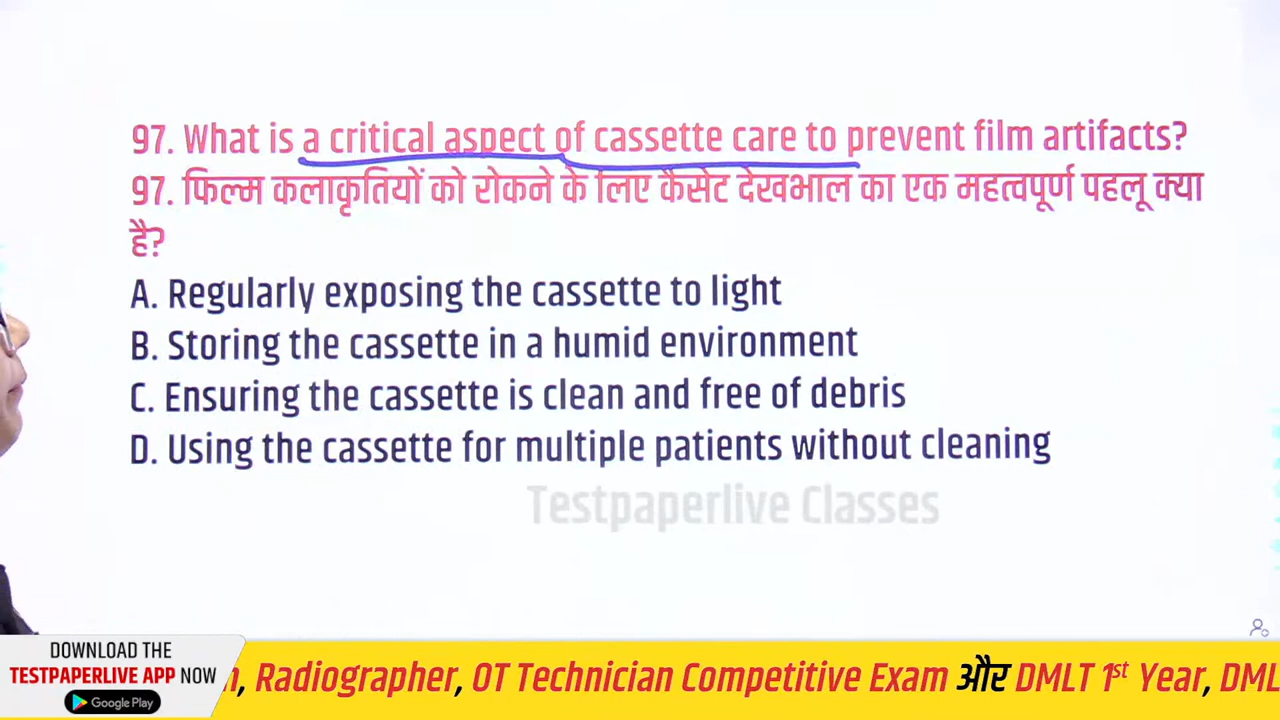 97. What is a critical aspect of cassette care to prevent film artifacts?
97. फिल्म कलाकृतियों को रोकने के लिए कैसेट देखभाल का एक महत्वपूर्ण पहलू क्या
है?
A. Regularly exposing the cassette to light
B. Storing the cassette in a humid environment
C. Ensuring the cassette is clean and free of debris
D. Using the cassette for multiple patients without cleaning
Testpaperlive Classes
DOWNLOAD THE
TESTPAPERLIVE APP NOW
Google Play
, Radiographer, OT Technician Competitive Exam और DMLT 1st Year, DML